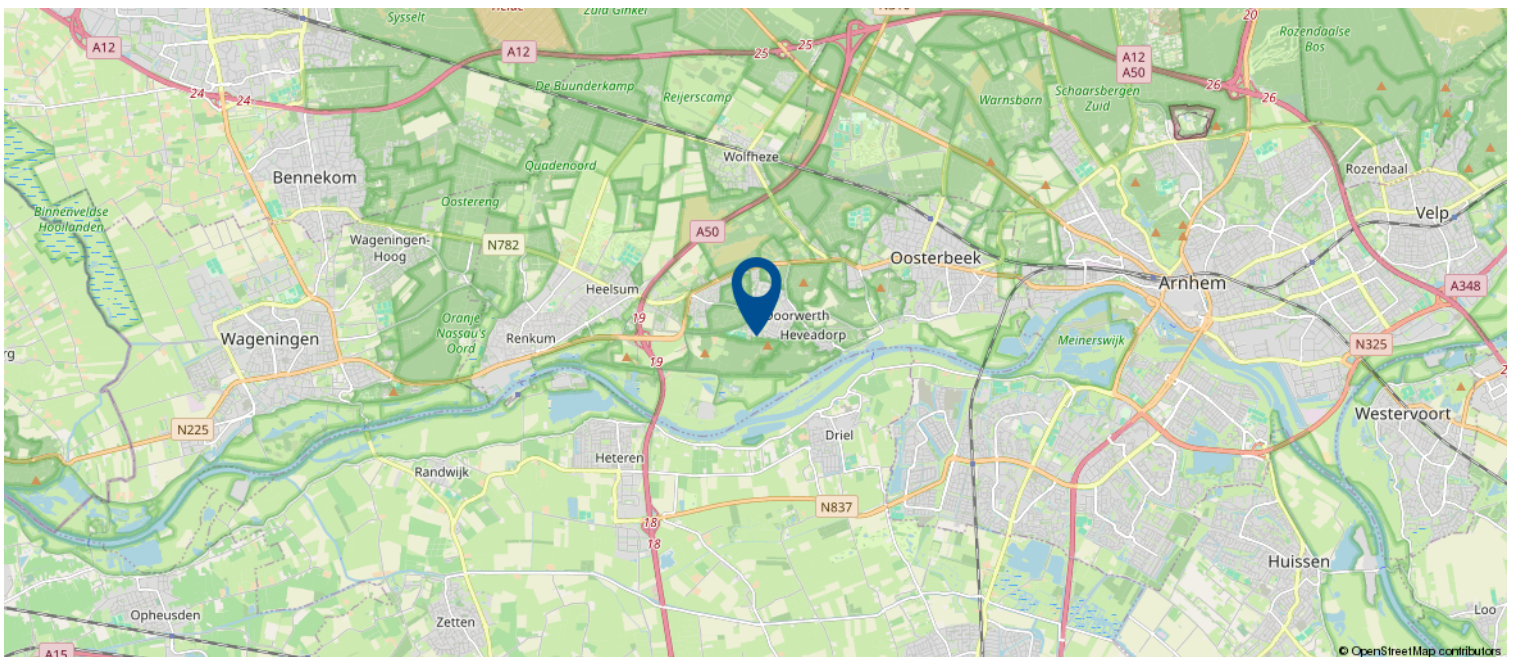 Sysselt
Zuid Ginkel
20
A12
A12
25
25
Rozendaalse
Bos
A12
A50
24
24
De Buunderkamp
Reijerscamp
Warnsborn
Schaarsbergen
Zuid
26
26
Wolfheze
Quadenoord
Rozendaal
Bennekom
Oostereng
Binnenveldse
Hooilanden
Velp
Wageningen-
Hoog
N782
A50
Oosterbeek
Arnhem
Heelsum
A348
Oranje
Nassau's
Oord
19
Doorwerth
Wageningen
Renkum
Heveadorp
Meinerswijk
N325
19
N225
Westervoort
Driel
Heteren
Randwijk
N837
18
18
Huissen
Opheusden
Zetten
Loo
A15
© OpenStreetMap contributors